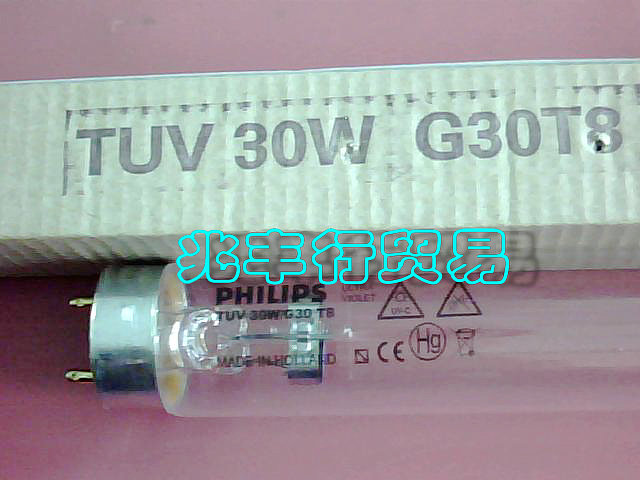 TUV 30W G30T8
兆丰行贸易
PHILIPS
VIOLET
TUV 30W/G30 T8
UV-C
MADE IN HOLLAND
CE Hg